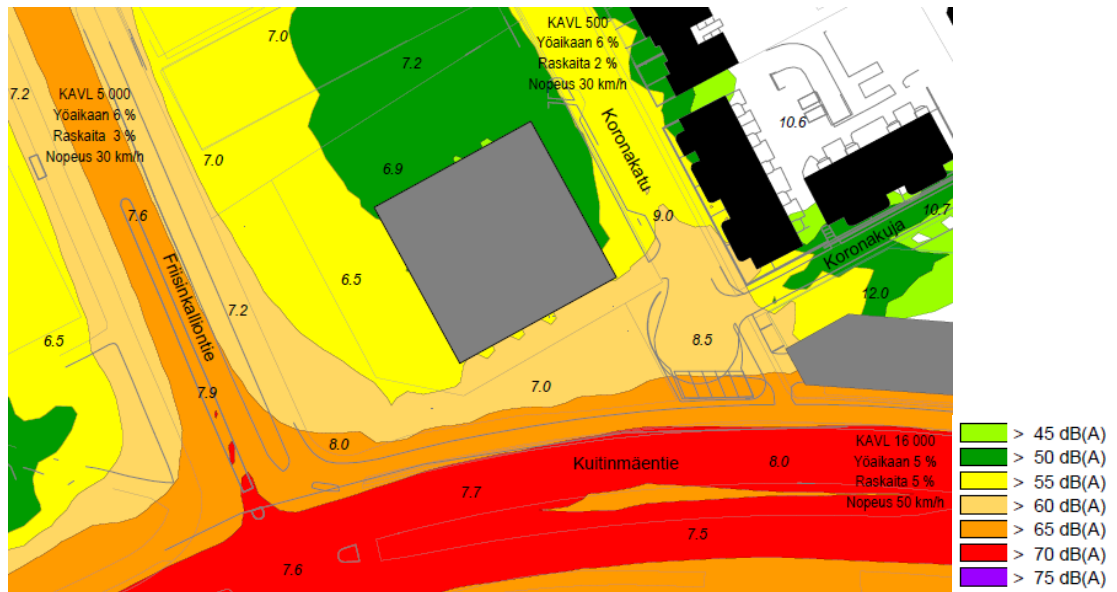 KAVL 500
Yöaikaan 6 %
Raskaita 2 %
Nopeus 30 km/h
7.0
7.2
7.2
KAVL 5 000
Yöaikaan 6 %
Raskaita 3 %
Nopeus 30 km/h
7.0
6.9
Koronakatu
10.6
7.6
9.0
10.7
Koronakuja
Friisinkalliontie
6.5
12.0
7.2
6.5
8.5
7.0
7.9
8.0
KAVL 16 000
Yöaikaan 5 %
Raskaita 5 %
Nopeus 50 km/h
Kuitinmäentie
8.0
7.7
7.5
7.6
> 45 dB(A)
> 50 dB(A)
> 55 dB(A)
> 60 dB(A)
> 65 dB(A)
> 70 dB(A)
> 75 dB(A)